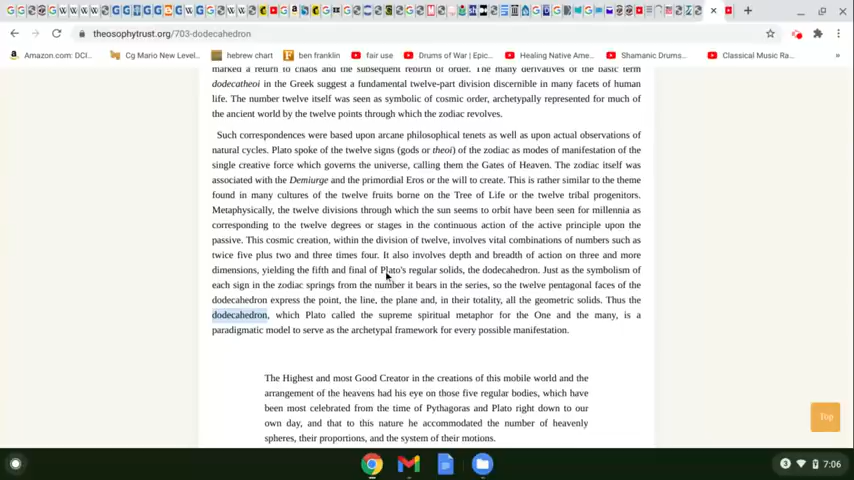 theosophytrust.org/703-dodecahedron
Amazon.com: DCI...
Cg Mario New Level...
hebrew chart
ben franklin
fair use
Drums of War | Epic...
Healing Native Ame...
Shamanic Drums...
Classical Music Ra...
»
marked a return to chaos and the subsequent rebirth of order. The many derivatives of the basic term
dodecatheoi in the Greek suggest a fundamental twelve-part division discernible in many facets of human
life. The number twelve itself was seen as symbolic of cosmic order, archetypally represented for much of
the ancient world by the twelve points through which the zodiac revolves.
Such correspondences were based upon arcane philosophical tenets as well as upon actual observations of
natural cycles. Plato spoke of the twelve signs (gods or theoi) of the zodiac as modes of manifestation of the
single creative force which governs the universe, calling them the Gates of Heaven. The zodiac itself was
associated with the Demiurge and the primordial Eros or the will to create. This is rather similar to the theme
found in many cultures of the twelve fruits borne on the Tree of Life or the twelve tribal progenitors.
Metaphysically, the twelve divisions through which the sun seems to orbit have been seen for millennia as
corresponding to the twelve degrees or stages in the continuous action of the active principle upon the
passive. This cosmic creation, within the division of twelve, involves vital combinations of numbers such as
twice five plus two and three times four. It also involves depth and breadth of action on three and more
dimensions, yielding the fifth and final of Plato's regular solids, the dodecahedron. Just as the symbolism of
each sign in the zodiac springs from the number it bears in the series, so the twelve pentagonal faces of the
dodecahedron express the point, the line, the plane and, in their totality, all the geometric solids. Thus the
dodecahedron, which Plato called the supreme spiritual metaphor for the One and the many, is a
paradigmatic model to serve as the archetypal framework for every possible manifestation.
The Highest and most Good Creator in the creations of this mobile world and the
arrangement of the heavens had his eye on those five regular bodies, which have
been most celebrated from the time of Pythagoras and Plato right down to our
own day, and that to this nature he accommodated the number of heavenly
spheres, their proportions, and the system of their motions.
Top
3
7:06